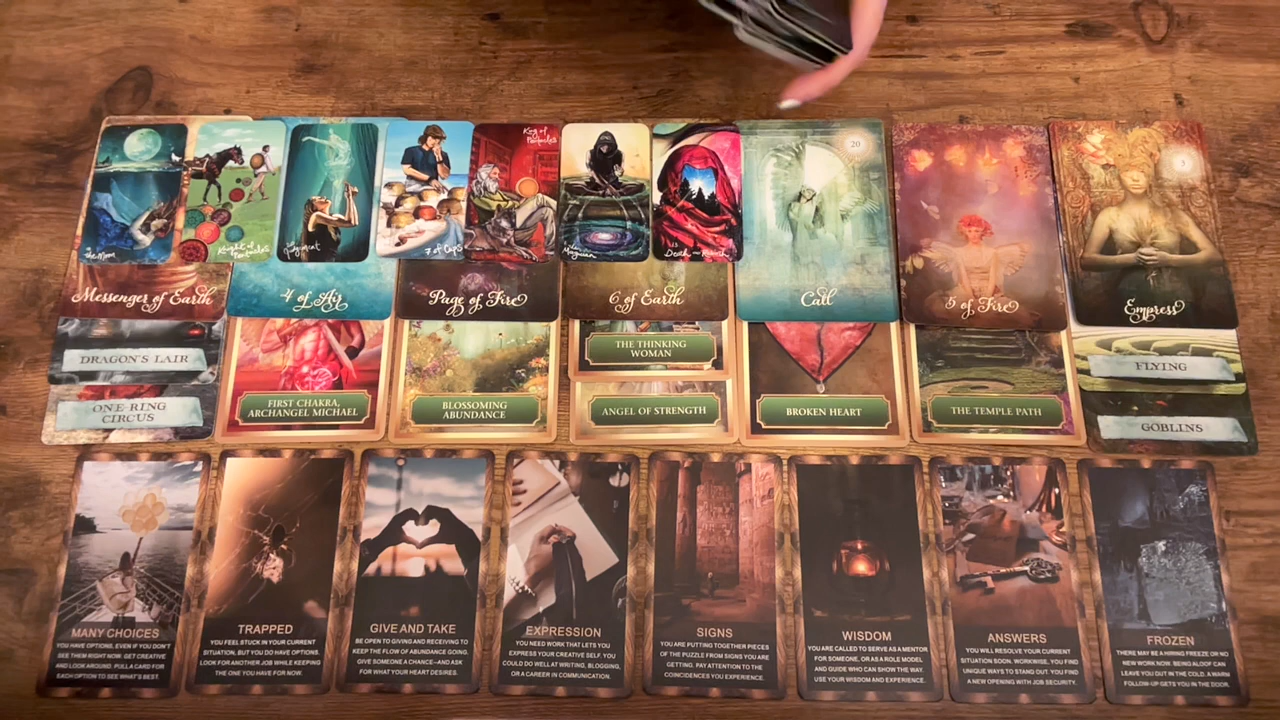 the Moon
Knight of Pentacles
20
judgment
7 of Cups
King of Pentacles
the Magician
13
Death and Rebirth
20
3
Messenger of Earth
4 of Air
Page of Fire
6 of Earth
Call
5 of Fire
Empress
DRAGON'S LAIR
ONE-RING
CIRCUS
FIRST CHAKRA,
ARCHANGEL MICHAEL
BLOSSOMING
ABUNDANCE
THE THINKING
WOMAN
ANGEL OF STRENGTH
BROKEN HEART
THE TEMPLE PATH
FLYING
GOBLINS
MANY CHOICES
YOU HAVE OPTIONS, EVEN IF YOU DON'T
SEE THEM RIGHT NOW. GET CREATIVE
AND LOOK AROUND. PULL A CARD FOR
EACH OPTION TO SEE WHAT'S BEST.
TRAPPED
YOU FEEL STUCK IN YOUR CURRENT
SITUATION, BUT YOU DO HAVE OPTIONS.
LOOK FOR ANOTHER JOB WHILE KEEPING
THE ONE YOU HAVE FOR NOW.
GIVE AND TAKE
BE OPEN TO GIVING AND RECEIVING TO
KEEP THE FLOW OF ABUNDANCE GOING.
GIVE SOMEONE A CHANCE—AND ASK
FOR WHAT YOUR HEART DESIRES.
EXPRESSION
YOU NEED WORK THAT LETS YOU
EXPRESS YOUR CREATIVE SELF. YOU
COULD DO WELL AT WRITING, BLOGGING,
OR A CAREER IN COMMUNICATION.
SIGNS
YOU ARE PUTTING TOGETHER PIECES
OF THE PUZZLE FROM SIGNS YOU ARE
GETTING. PAY ATTENTION TO THE
COINCIDENCES YOU EXPERIENCE.
WISDOM
YOU ARE CALLED TO SERVE AS A MENTOR
FOR SOMEONE, OR AS A ROLE MODEL
AND GUIDE WHO CAN SHOW THE WAY.
USE YOUR WISDOM AND EXPERIENCE.
ANSWERS
YOU WILL RESOLVE YOUR CURRENT
SITUATION SOON. WORKWISE, YOU FIND
UNIQUE WAYS TO STAND OUT. YOU FIND
A NEW OPENING WITH JOB SECURITY.
FROZEN
THERE MAY BE A HIRING FREEZE OR NO
NEW WORK NOW. BEING ALOOF CAN
LEAVE YOU OUT IN THE COLD. A WARM
FOLLOW-UP GETS YOU IN THE DOOR.